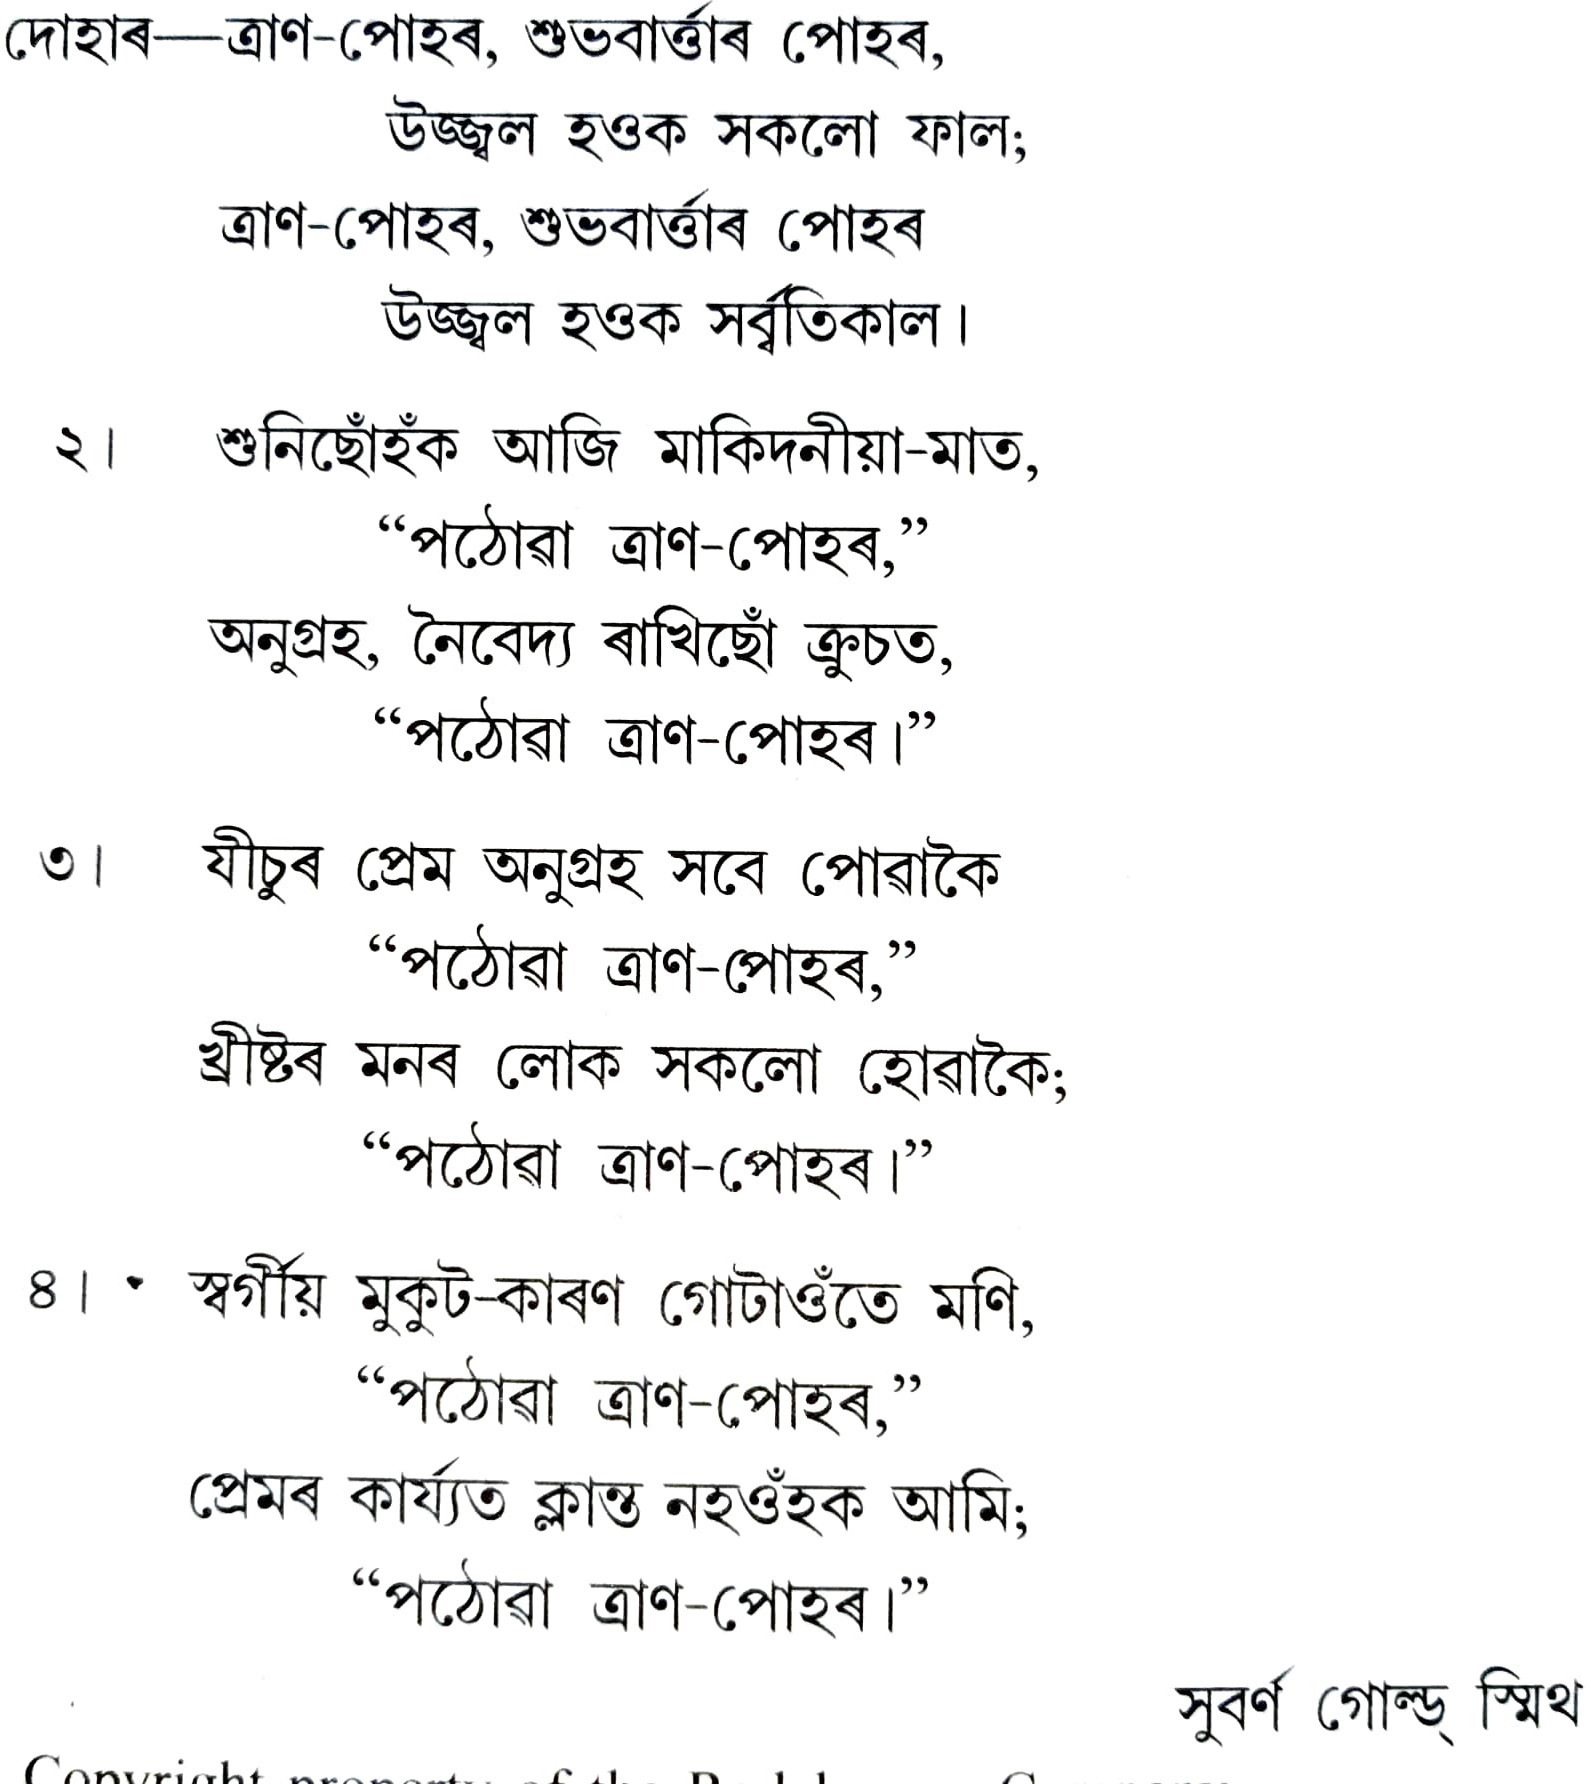 দোহাৰ—ত্ৰাণ-পোহৰ, শুভবাৰ্ত্তাৰ পোহৰ,
উজ্জ্বল হওক সকলো ফাল;
ত্ৰাণ-পোহৰ, শুভবাৰ্ত্তাৰ পোহৰ
উজ্জ্বল হওক সৰ্ব্বতিকাল।
২। শুনিছোঁহঁক আজি মাকিদনীয়া-মাত,
“পঠোৱা ত্ৰাণ-পোহৰ,”
অনুগ্ৰহ, নৈবেদ্য ৰাখিছোঁ ক্ৰুচত,
“পঠোৱা ত্ৰাণ-পোহৰ।”
৩। যীচুৰ প্ৰেম অনুগ্ৰহ সবে পোৱাকৈ
“পঠোৱা ত্ৰাণ-পোহৰ,”
খ্ৰীষ্টৰ মনৰ লোক সকলো হোৱাকৈ;
“পঠোৱা ত্ৰাণ-পোহৰ।”
৪। স্বৰ্গীয় মুকুট-কাৰণ গোটাওঁতে মণি,
“পঠোৱা ত্ৰাণ-পোহৰ,”
প্ৰেমৰ কাৰ্য্যত ক্লান্ত নহওঁহক আমি;
“পঠোৱা ত্ৰাণ-পোহৰ।”
সুবৰ্ণ গোল্ড্ স্মিথ
Copyright property of the